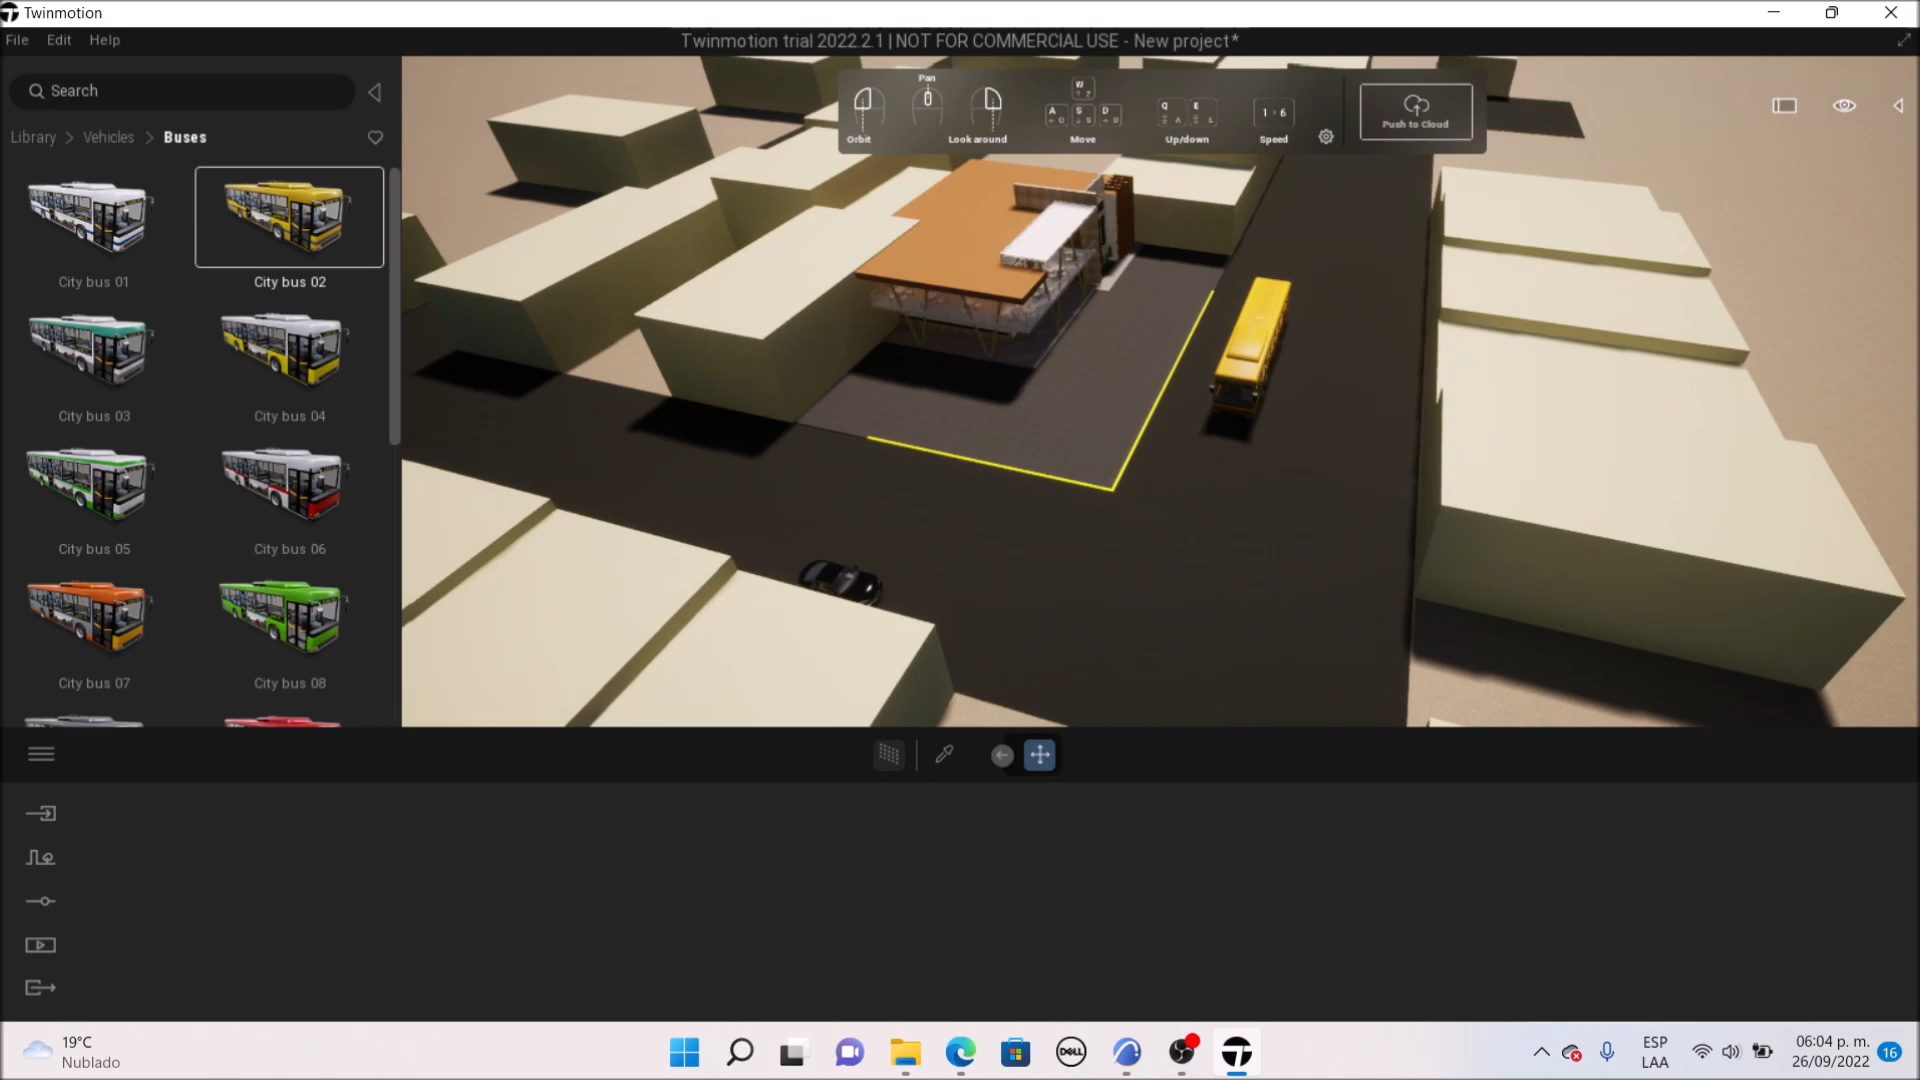 Twinmotion
File Edit Help
Twinmotion trial 2022.2.1 | NOT FOR COMMERCIAL USE - New project*
Search
Library > Vehicles > Buses
City bus 01
City bus 02
City bus 03
City bus 04
City bus 05
City bus 06
City bus 07
City bus 08
Orbit
Pan
Look around
W
A S D
Move
Q E
Up/down
1 6
Speed
Push to Cloud
19°C
Nublado
DELL
ESP
LAA
06:04 p. m.
26/09/2022
16